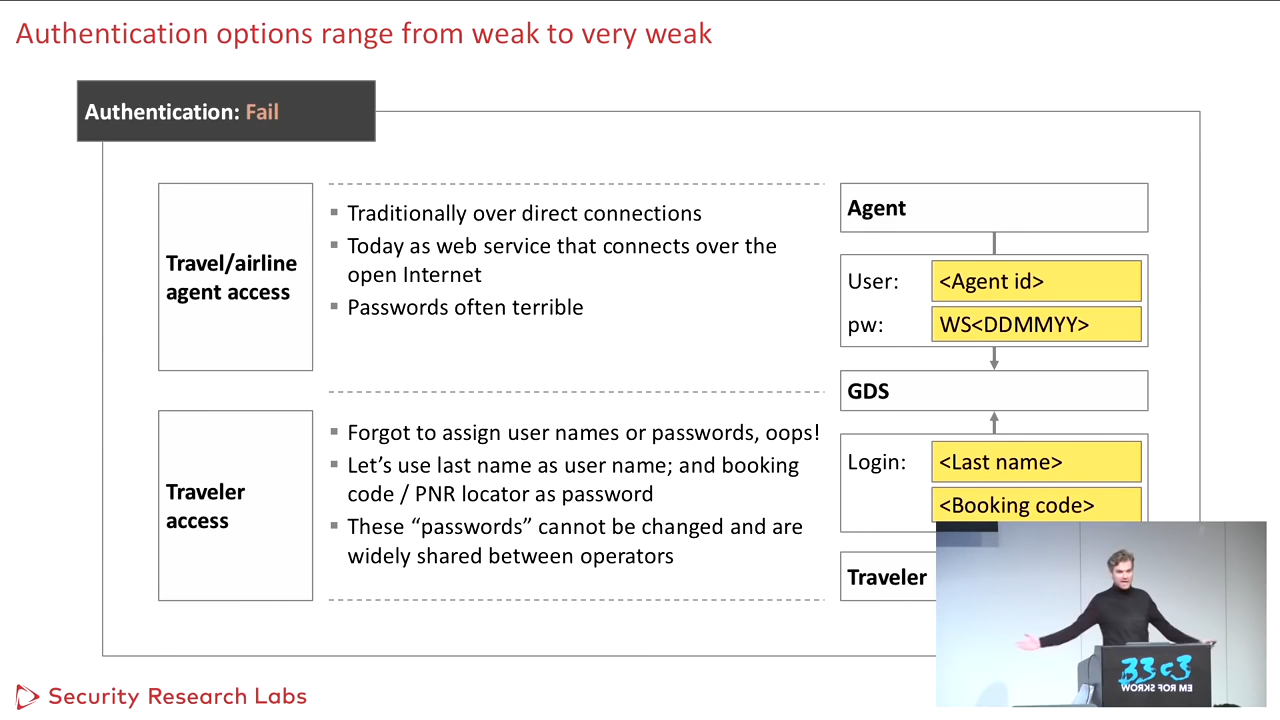 Authentication options range from weak to very weak
Authentication: Fail
Travel/airline
agent access
▪ Traditionally over direct connections
▪ Today as web service that connects over the
open Internet
▪ Passwords often terrible
Agent
User: <Agent id>
pw: WS<DDMMYY>
GDS
Traveler
access
▪ Forgot to assign user names or passwords, oops!
▪ Let's use last name as user name; and booking
code / PNR locator as password
▪ These “passwords” cannot be changed and are
widely shared between operators
Login: <Last name>
<Booking code>
Traveler
33c3
WORKS FOR ME
Security Research Labs